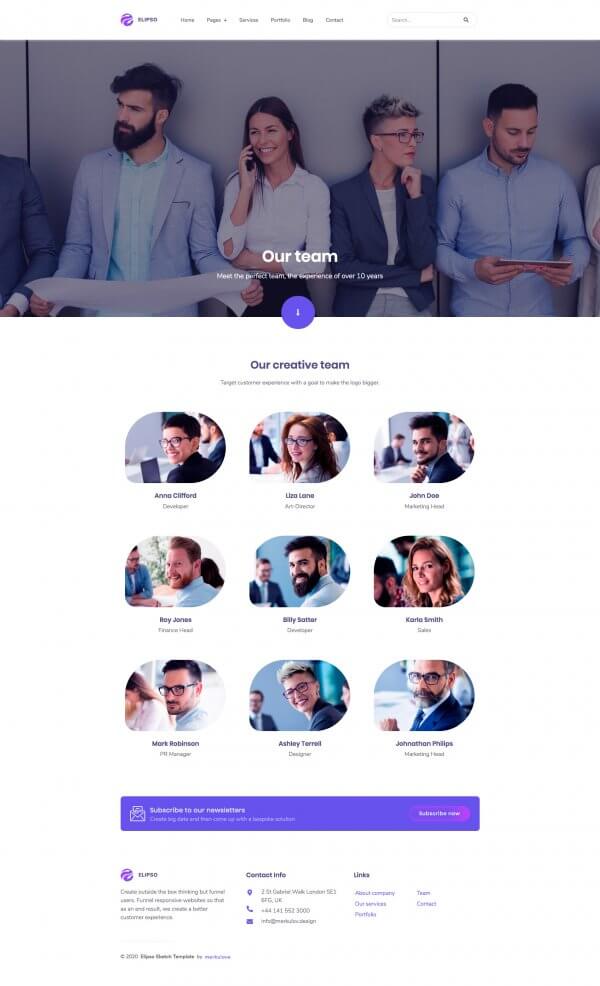 ELIPSO
Home Pages + Services Portfolio Blog Contact
Search...
Our team
Meet the perfect team, the experience of over 10 years
Our creative team
Target customer experience with a goal to make the logo bigger.
Anna Clifford
Developer
Liza Lane
Art-Director
John Doe
Marketing Head
Roy Jones
Finance Head
Billy Satter
Developer
Karla Smith
Sales
Mark Robinson
PR Manager
Ashley Terrell
Designer
Johnathan Philips
Marketing Head
Subscribe to our newsletters
Create big data and then come up with a bespoke solution
Subscribe now
ELIPSO
Create outside the box thinking but funnel
users. Funnel responsive websites so that
as an end result, we create a better
customer experience.
Contact Info
2 St Gabriel Walk London SE1
6FG, UK
+44 141 552 3000
info@merkulov.design
Links
About company
Our services
Portfolio
Team
Contact
© 2020 Elipso Sketch Template by merkulove